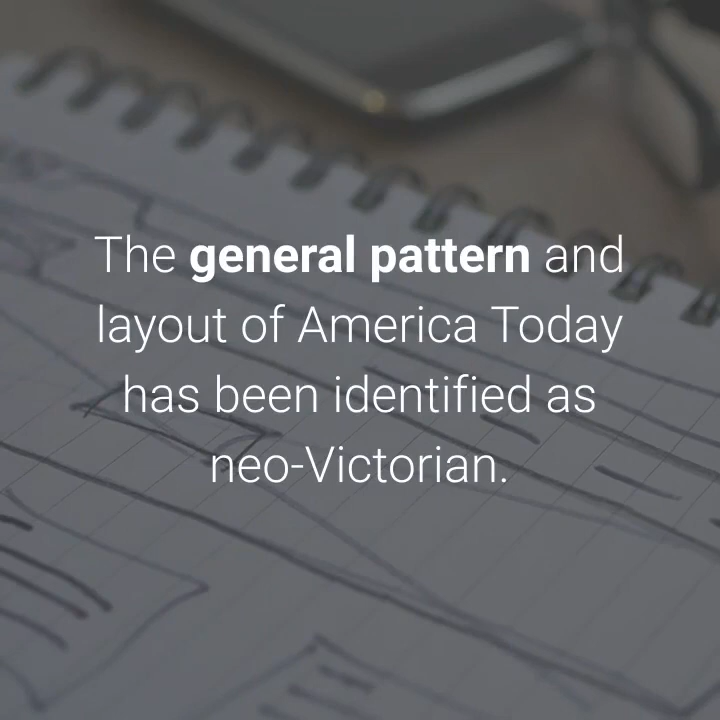 The general pattern and
layout of America Today
has been identified as
neo-Victorian.